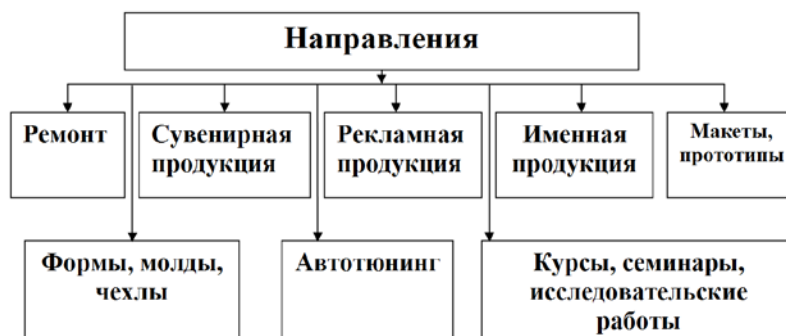 Направления
Ремонт
Сувенирная
продукция
Рекламная
продукция
Именная
продукция
Макеты,
прототипы
Формы, молды,
чехлы
Автотюнинг
Курсы, семинары,
исследовательские
работы